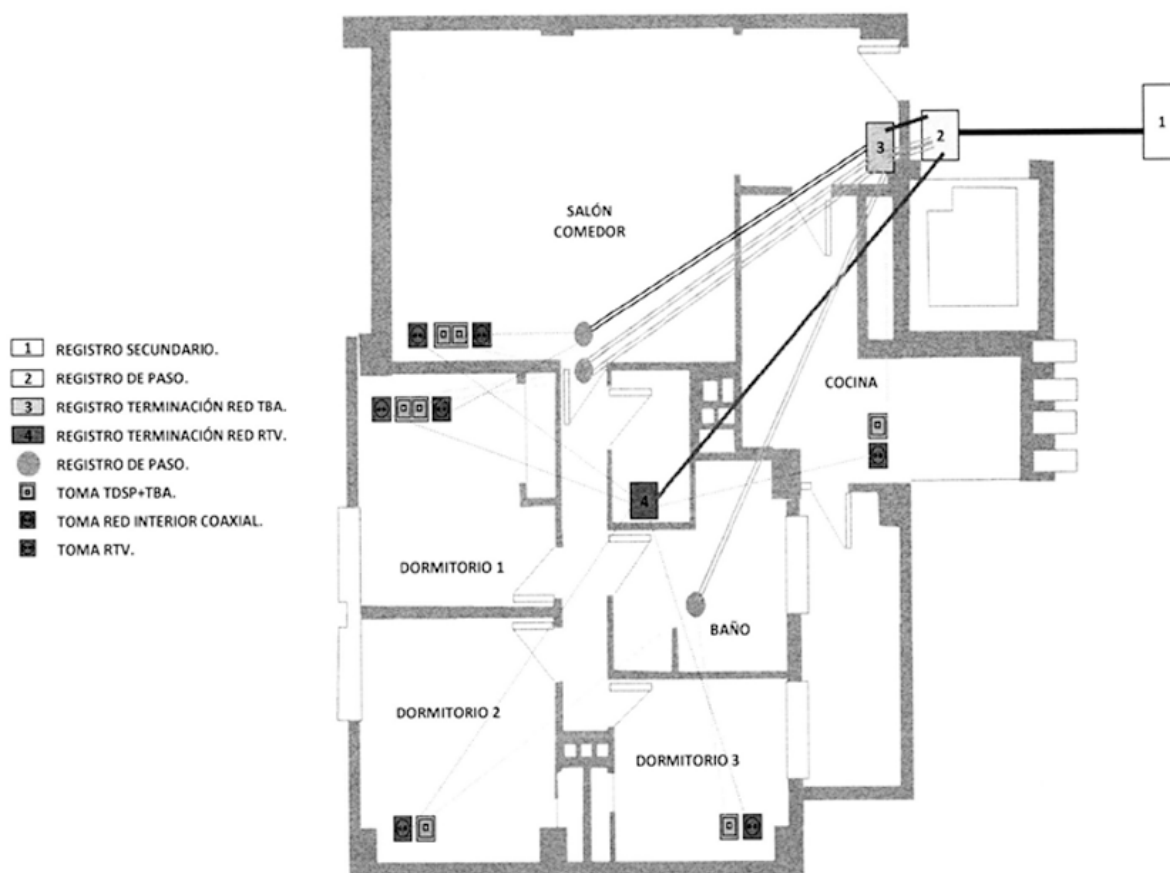 1
2
3
SALÓN
COMEDOR
1 REGISTRO SECUNDARIO.
2 REGISTRO DE PASO.
3 REGISTRO TERMINACIÓN RED TBA.
4 REGISTRO TERMINACIÓN RED RTV.
REGISTRO DE PASO.
TOMA TDSP+TBA.
TOMA RED INTERIOR COAXIAL.
TOMA RTV.
COCINA
4
DORMITORIO 1
BAÑO
DORMITORIO 2
DORMITORIO 3